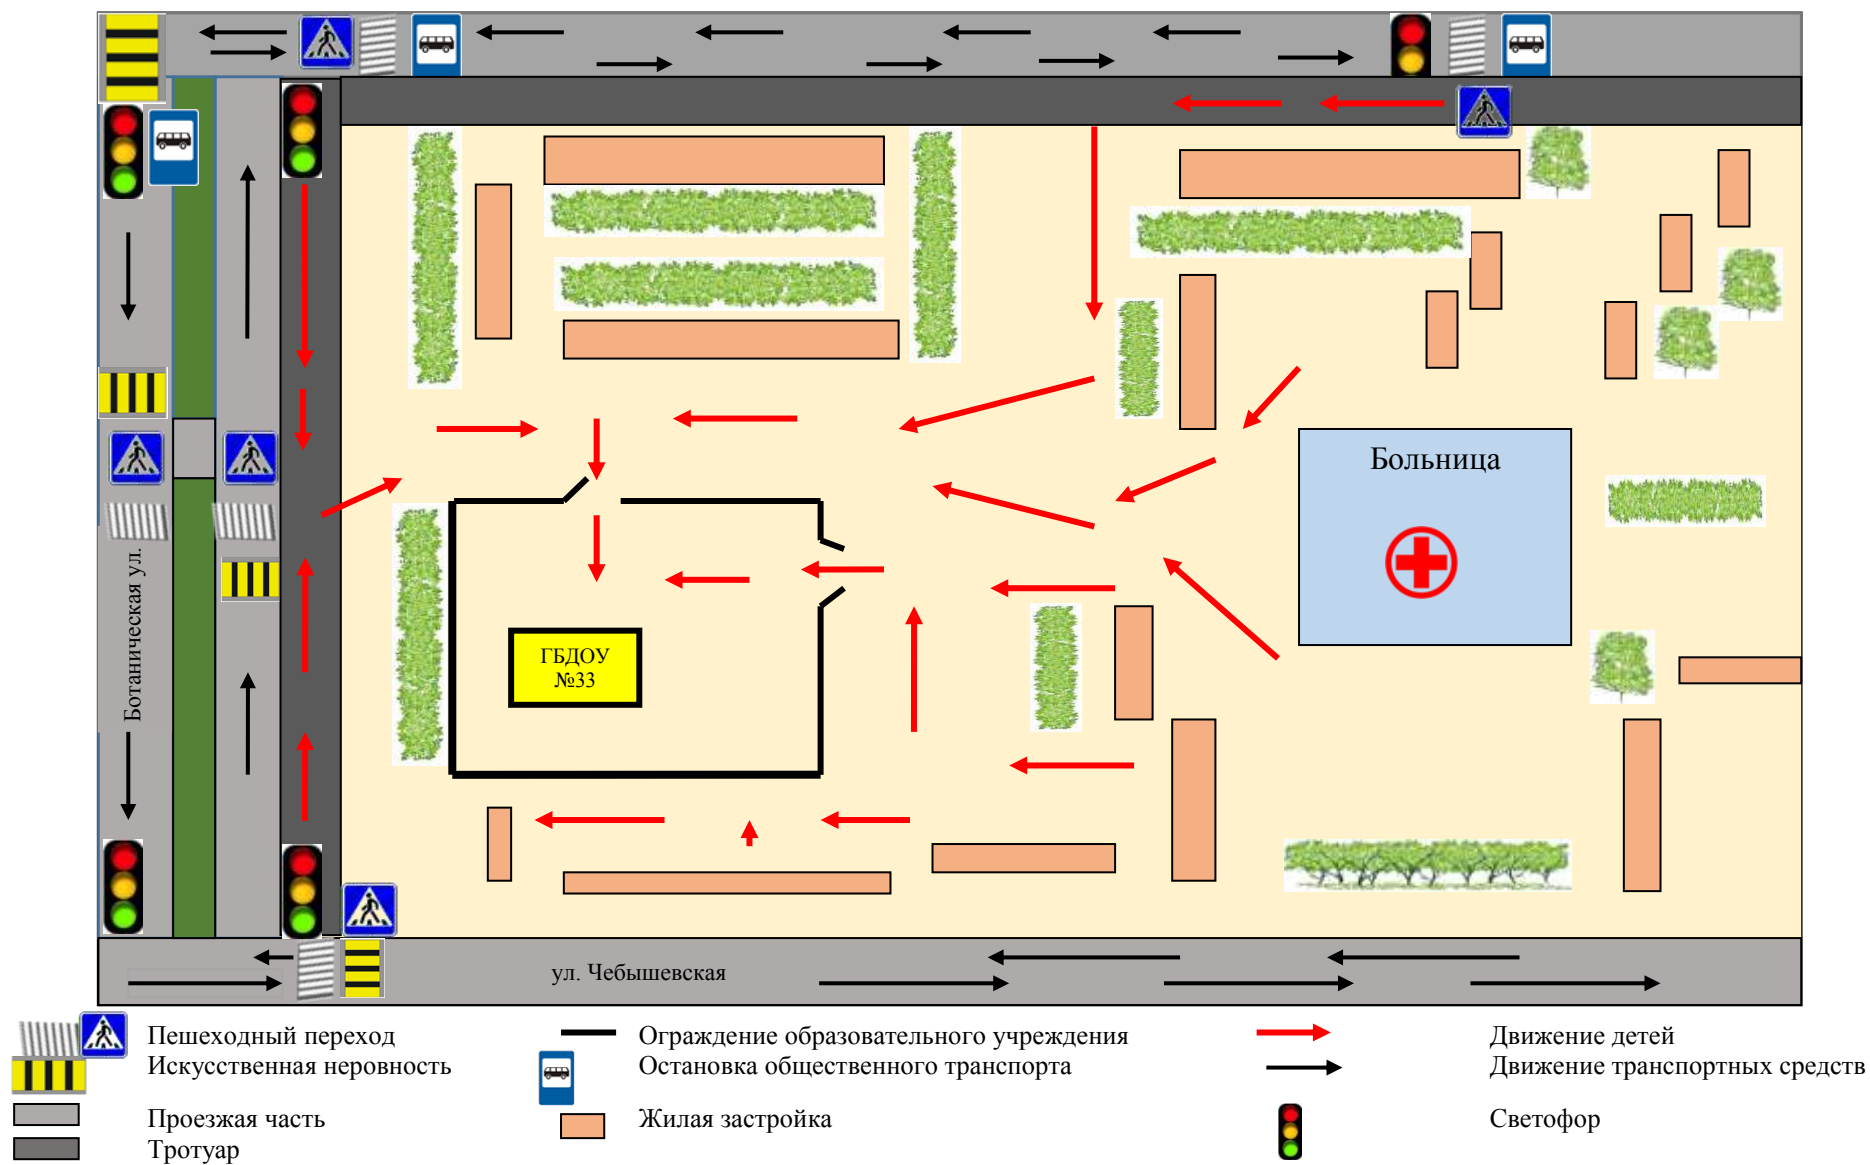 Больница
Ботаническая ул.
ГБДОУ
№33
ул. Чебышевская
Пешеходный переход
Искусственная неровность
Проезжая часть
Тротуар
Ограждение образовательного учреждения
Остановка общественного транспорта
Жилая застройка
Движение детей
Движение транспортных средств
Светофор